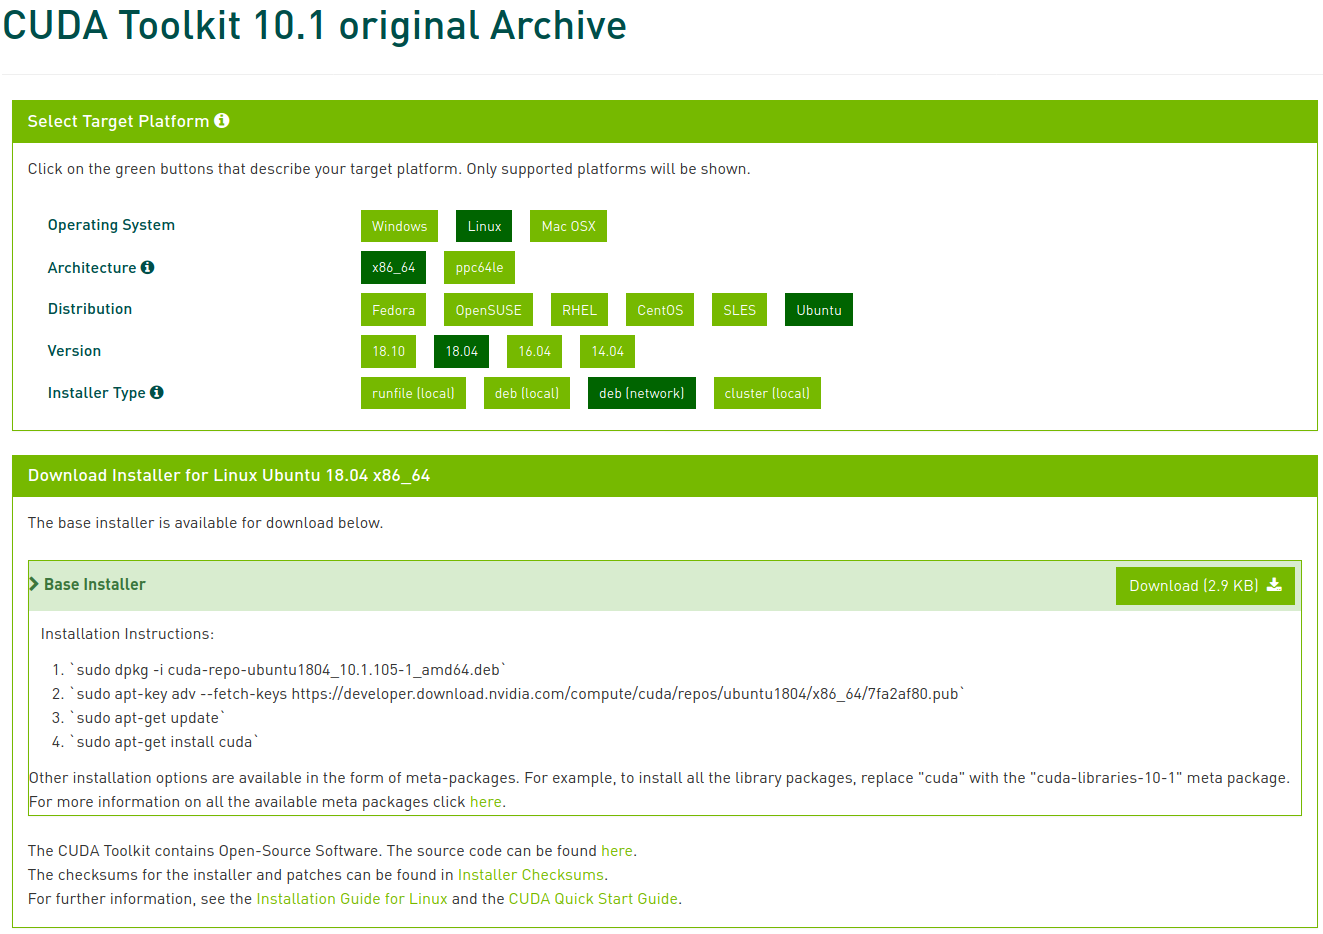 CUDA Toolkit 10.1 original Archive
Select Target Platform
Click on the green buttons that describe your target platform. Only supported platforms will be shown.
Operating System
Windows Linux Mac OSX
Architecture
x86_64 ppc64le
Distribution
Fedora OpenSUSE RHEL CentOS SLES Ubuntu
Version
18.10 18.04 16.04 14.04
Installer Type
runfile (local) deb (local) deb (network) cluster (local)
Download Installer for Linux Ubuntu 18.04 x86_64
The base installer is available for download below.
Base Installer
Download (2.9 KB)
Installation Instructions:
1. `sudo dpkg -i cuda-repo-ubuntu1804_10.1.105-1_amd64.deb`
2. `sudo apt-key adv --fetch-keys https://developer.download.nvidia.com/compute/cuda/repos/ubuntu1804/x86_64/7fa2af80.pub`
3. `sudo apt-get update`
4. `sudo apt-get install cuda`
Other installation options are available in the form of meta-packages. For example, to install all the library packages, replace "cuda" with the "cuda-libraries-10-1" meta package.
For more information on all the available meta packages click here.
The CUDA Toolkit contains Open-Source Software. The source code can be found here.
The checksums for the installer and patches can be found in Installer Checksums.
For further information, see the Installation Guide for Linux and the CUDA Quick Start Guide.